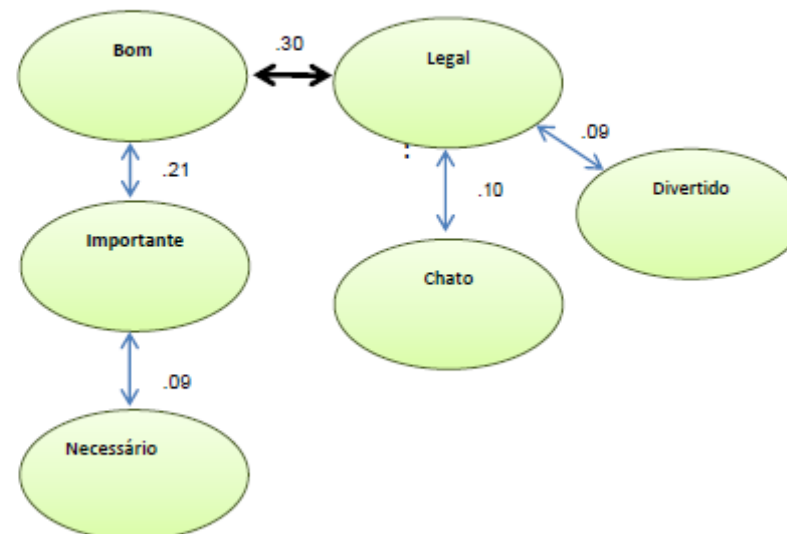 Bom
.30
Legal
.09
.21
:
.10
Divertido
Importante
Chato
.09
Necessário